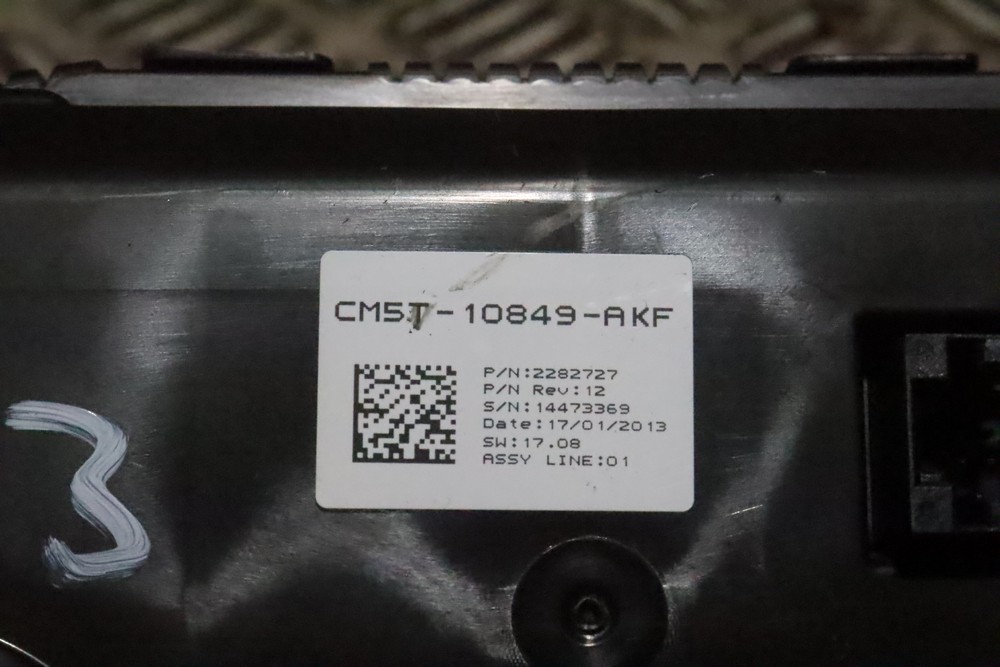 CM5T-10849-AKF
P/N:2282727
P/N Rev:12
S/N:14473369
Date:17/01/2013
SW:17.08
ASSY LINE:01
3